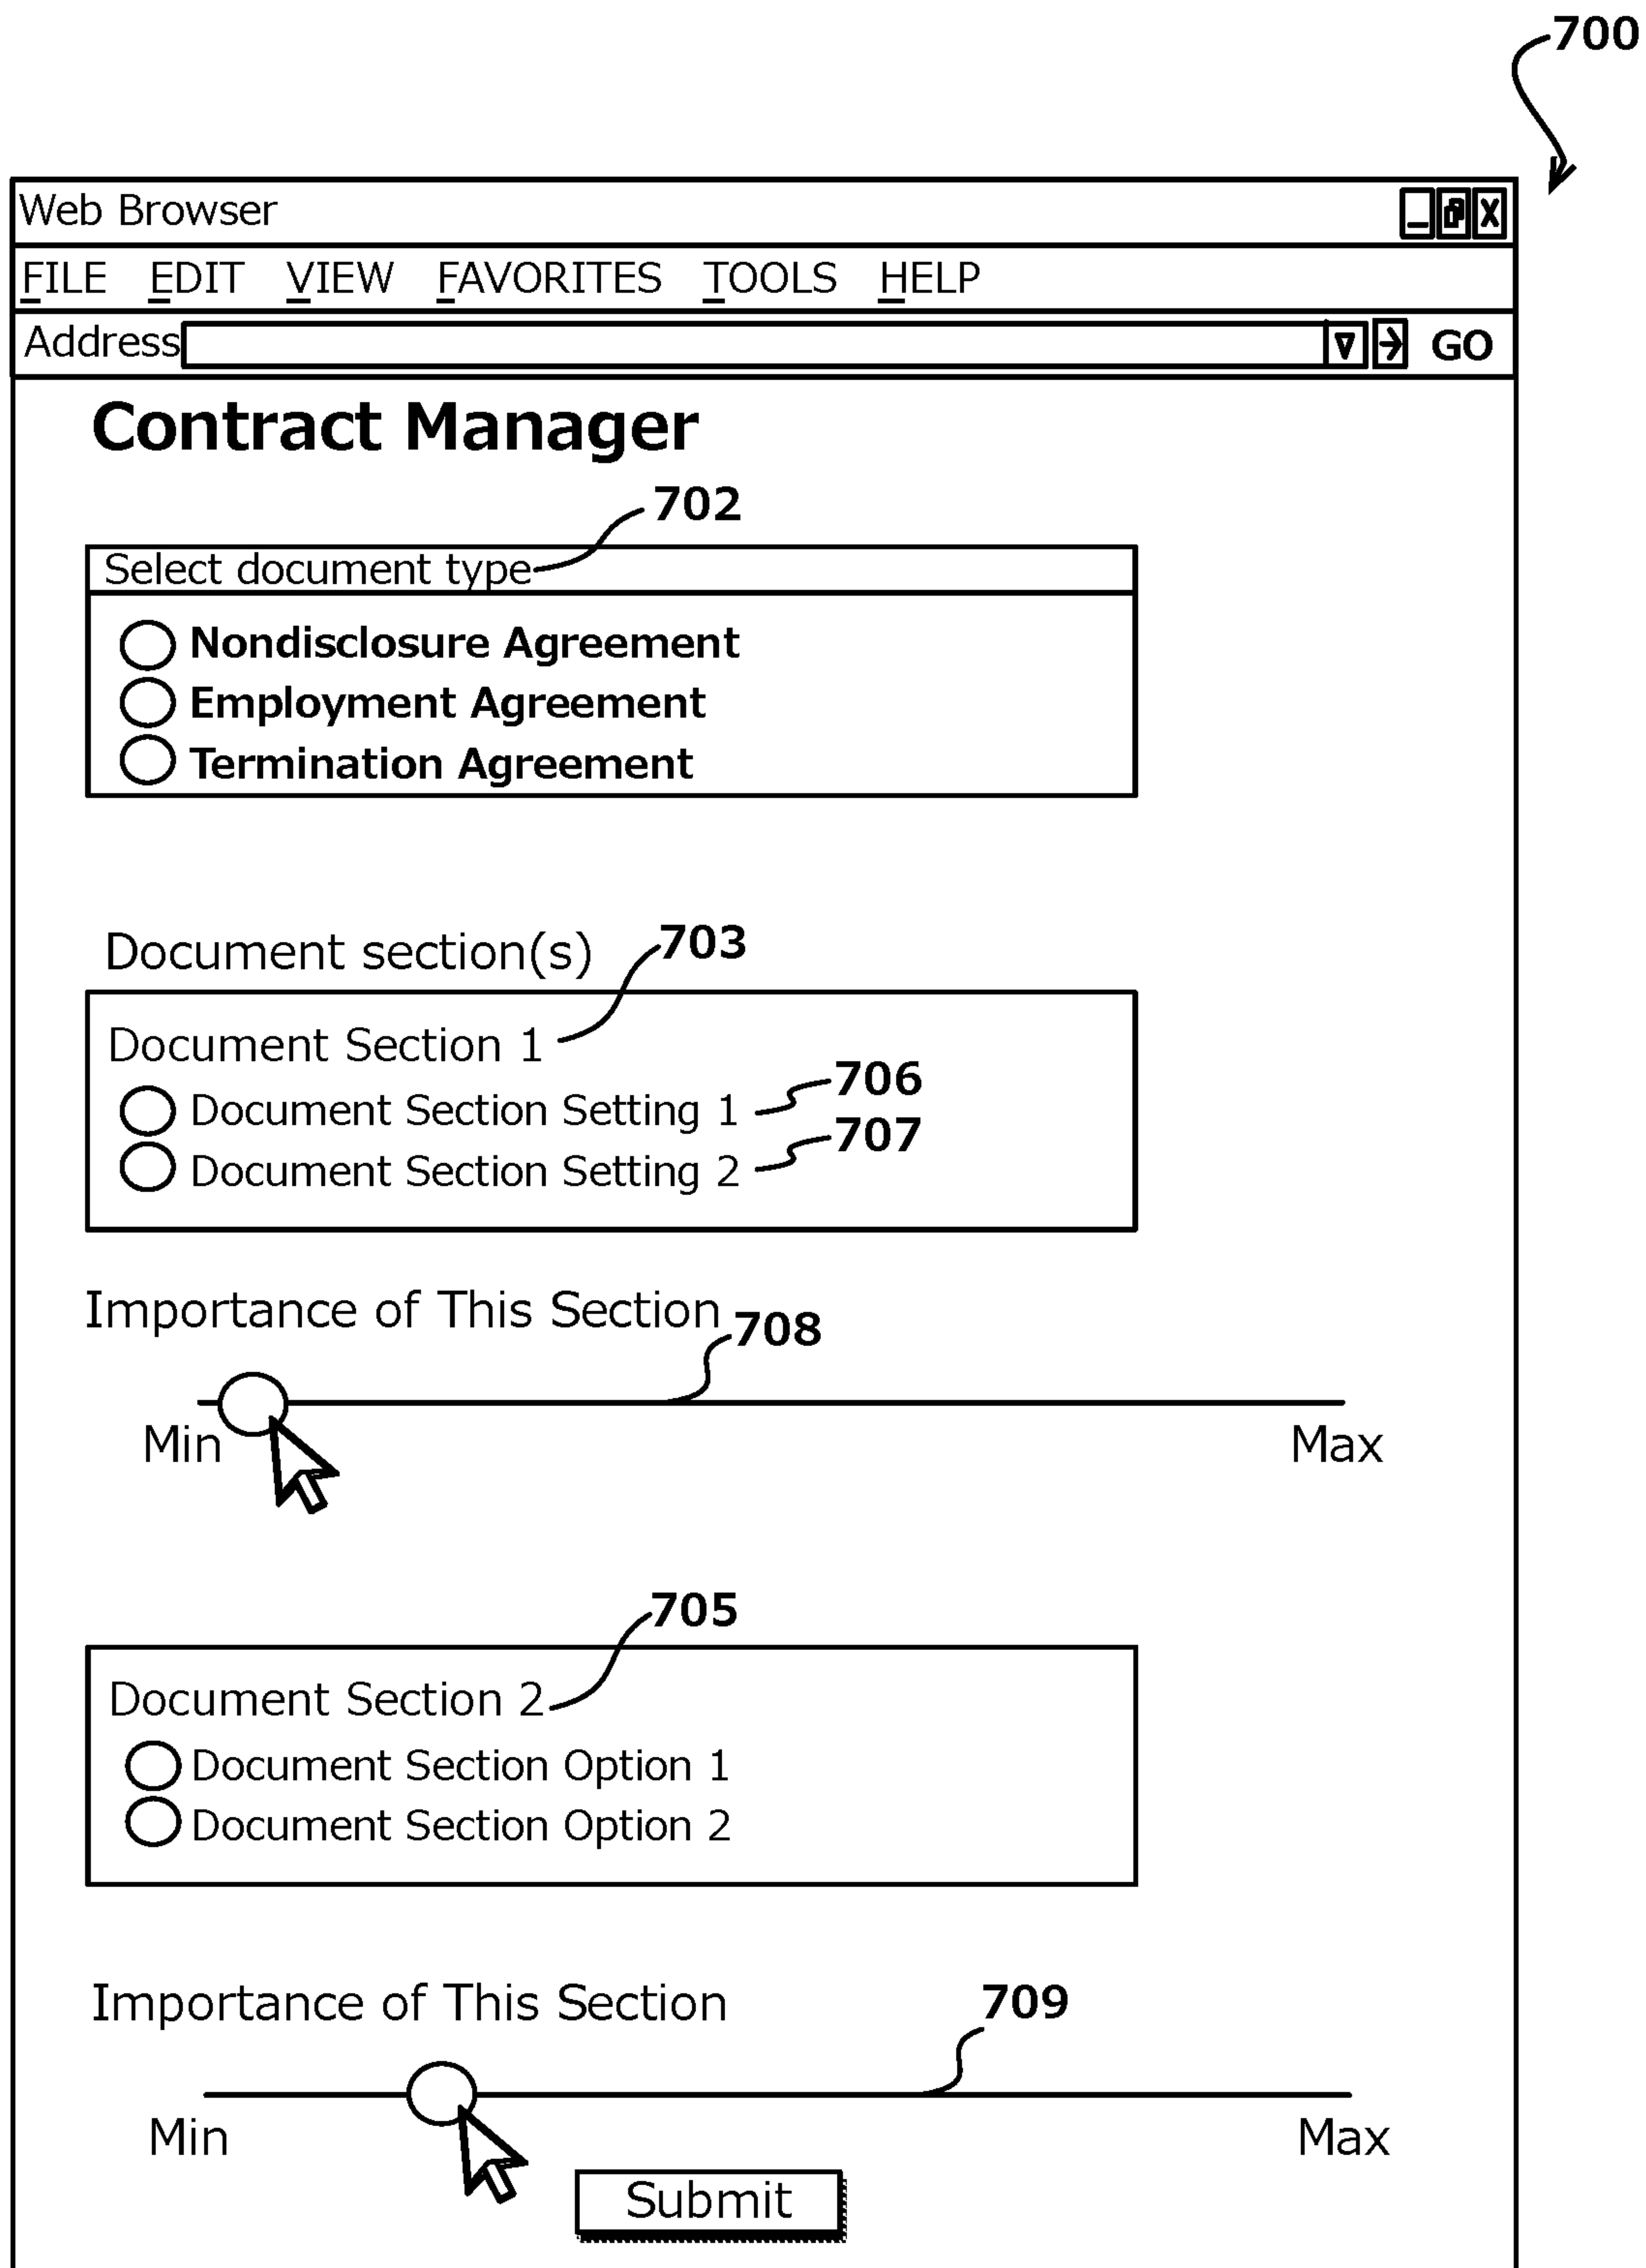 700
Web Browser
FILE EDIT VIEW FAVORITES TOOLS HELP
Address GO
Contract Manager
702
Select document type
Nondisclosure Agreement
Employment Agreement
Termination Agreement
Document section(s) 703
Document Section 1
706
Document Section Setting 1
707
Document Section Setting 2
Importance of This Section 708
Min Max
705
Document Section 2
Document Section Option 1
Document Section Option 2
Importance of This Section 709
Min Max
Submit